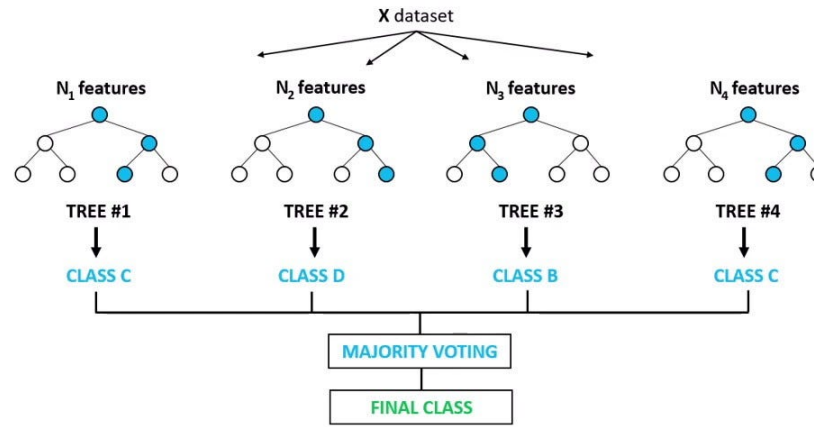 X dataset
N₁ features
N₂ features
N₃ features
N₄ features
TREE #1
TREE #2
TREE #3
TREE #4
CLASS C
CLASS D
CLASS B
CLASS C
MAJORITY VOTING
FINAL CLASS